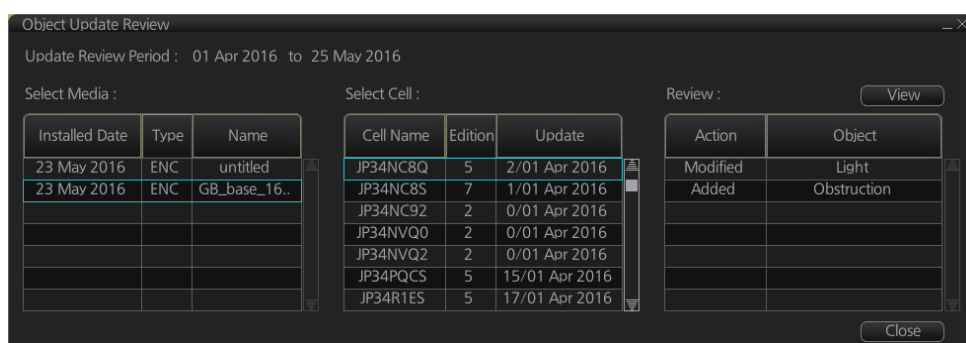 Object Update Review
Update Review Period : 01 Apr 2016 to 25 May 2016
Select Media : Select Cell : Review : View
Installed Date Type Name Cell Name Edition Update Action Object
23 May 2016 ENC untitled JP34NC8Q 5 2/01 Apr 2016 Modified Light
23 May 2016 ENC GB_base_16.. JP34NC8S 7 1/01 Apr 2016 Added Obstruction
JP34NC92 2 0/01 Apr 2016
JP34NVQ0 2 0/01 Apr 2016
JP34NVQ2 2 0/01 Apr 2016
JP34PQCS 5 15/01 Apr 2016
JP34R1ES 5 17/01 Apr 2016
Close